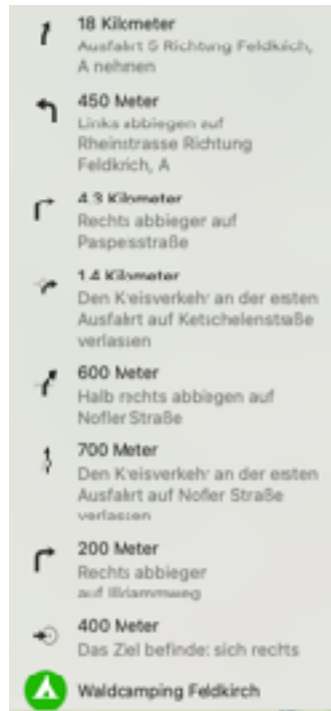 18 Kilometer
Ausfahrt 5 Richtung Feldkirch,
A nehmen
450 Meter
Links abbiegen auf
Rheinstrasse Richtung
Feldkrich, A
4.3 Kilometer
Rechts abbiegen auf
Paspelsstraße
1.4 Kilometer
Den Kreisverkehr an der ersten
Ausfahrt auf Ketschelenstraße
verlassen
600 Meter
Halb rechts abbiegen auf
Nofler Straße
700 Meter
Den Kreisverkehr an der ersten
Ausfahrt auf Nofler Straße
verlassen
200 Meter
Rechts abbiegen
auf Illdammweg
400 Meter
Das Ziel befindet sich rechts
Waldcamping Feldkirch